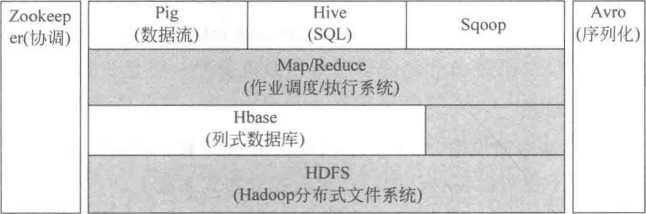 Zookeep
er(协调)
Pig
(数据流)
Hive
(SQL)
Sqoop
Avro
(序列化)
Map/Reduce
(作业调度/执行系统)
Hbase
(列式数据库)
HDFS
(Hadoop分布式文件系统)